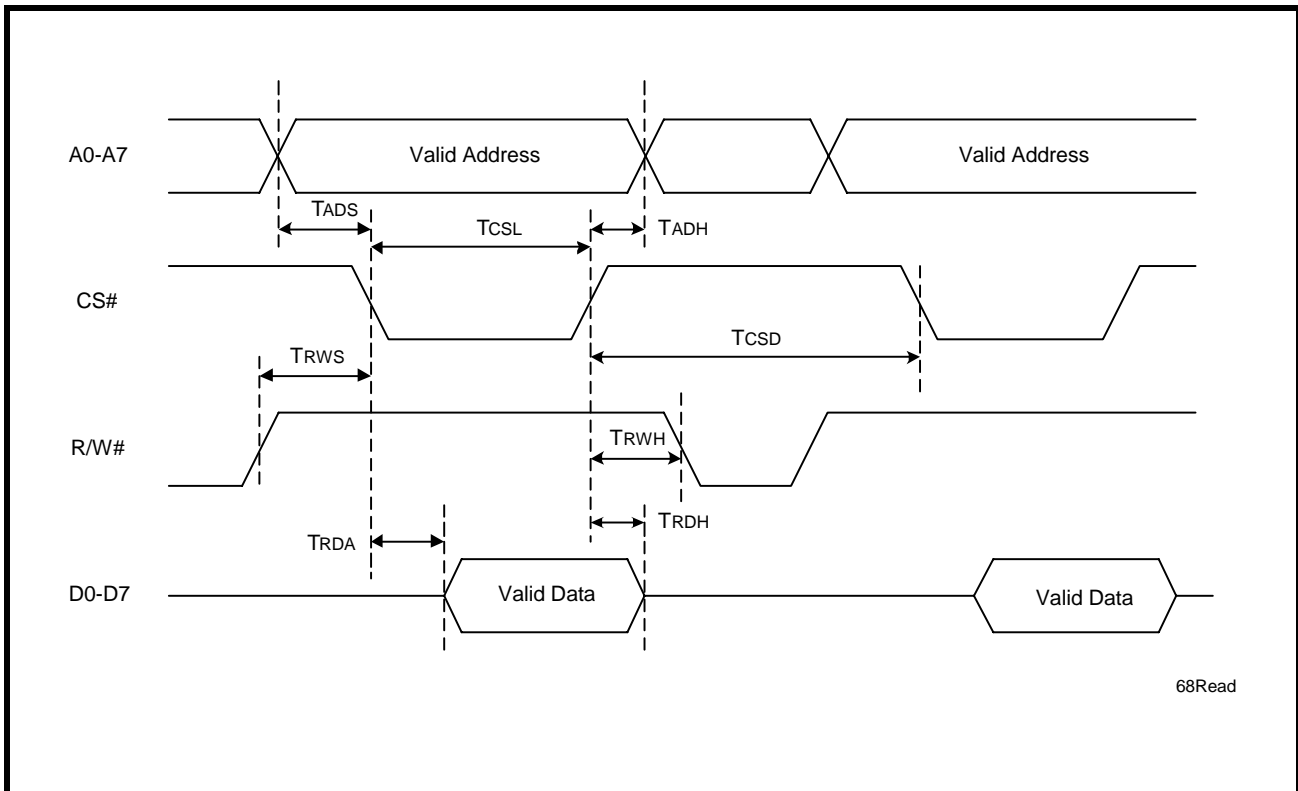 A0-A7
Valid Address
Valid Address
TADS
TCSL
TADH
CS#
TCSD
TRWS
R/W#
TRWH
TRDA
TRDH
D0-D7
Valid Data
Valid Data
68Read